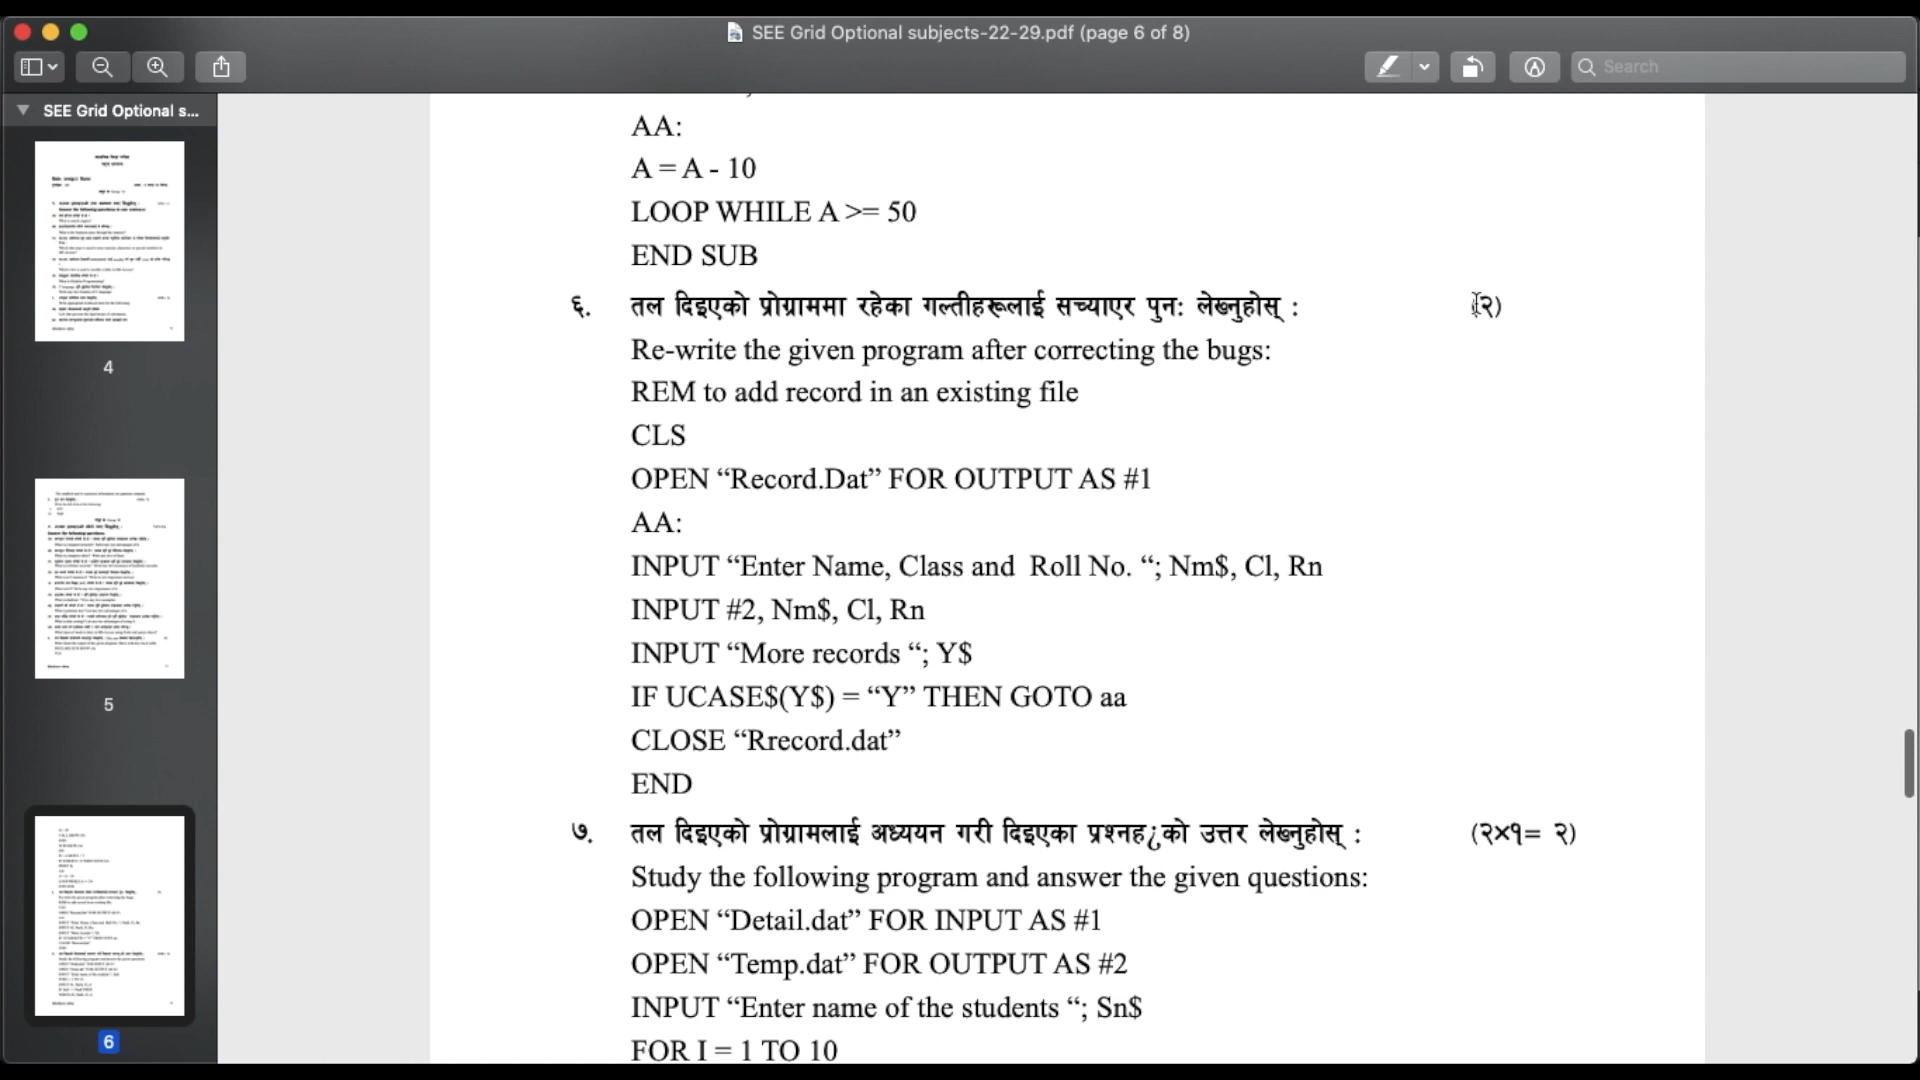 SEE Grid Optional subjects-22-29.pdf (page 6 of 8)
Search
SEE Grid Optional s...
4
5
6
AA:
A = A - 10
LOOP WHILE A >= 50
END SUB
६. तल दिइएको प्रोग्राममा रहेका गल्तीहरूलाई सच्याएर पुन: लेख्नुहोस् : (२)
Re-write the given program after correcting the bugs:
REM to add record in an existing file
CLS
OPEN “Record.Dat” FOR OUTPUT AS #1
AA:
INPUT “Enter Name, Class and Roll No. “; Nm$, Cl, Rn
INPUT #2, Nm$, Cl, Rn
INPUT “More records “; Y$
IF UCASE$(Y$) = “Y” THEN GOTO aa
CLOSE “Rrecord.dat”
END
७. तल दिइएको प्रोग्रामलाई अध्ययन गरी दिइएका प्रश्नह¿को उत्तर लेख्नुहोस् : (२×१= २)
Study the following program and answer the given questions:
OPEN “Detail.dat” FOR INPUT AS #1
OPEN “Temp.dat” FOR OUTPUT AS #2
INPUT “Enter name of the students “; Sn$
FOR I = 1 TO 10